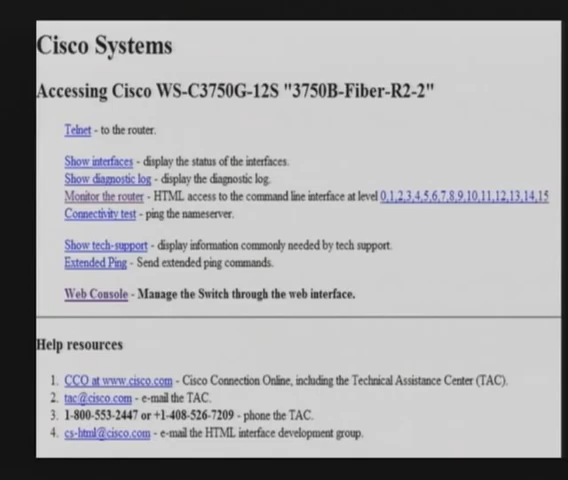 Cisco Systems
Accessing Cisco WS-C3750G-12S "3750B-Fiber-R2-2"
Telnet - to the router.
Show interfaces - display the status of the interfaces.
Show diagnostic log - display the diagnostic log.
Monitor the router - HTML access to the command line interface at level 0,1,2,3,4,5,6,7,8,9,10,11,12,13,14,15
Connectivity test - ping the nameserver.
Show tech-support - display information commonly needed by tech support.
Extended Ping - Send extended ping commands.
Web Console - Manage the Switch through the web interface.
Help resources
1. CCO at www.cisco.com - Cisco Connection Online, including the Technical Assistance Center (TAC).
2. tac@cisco.com - e-mail the TAC.
3. 1-800-553-2447 or +1-408-526-7209 - phone the TAC.
4. cs-html@cisco.com - e-mail the HTML interface development group.